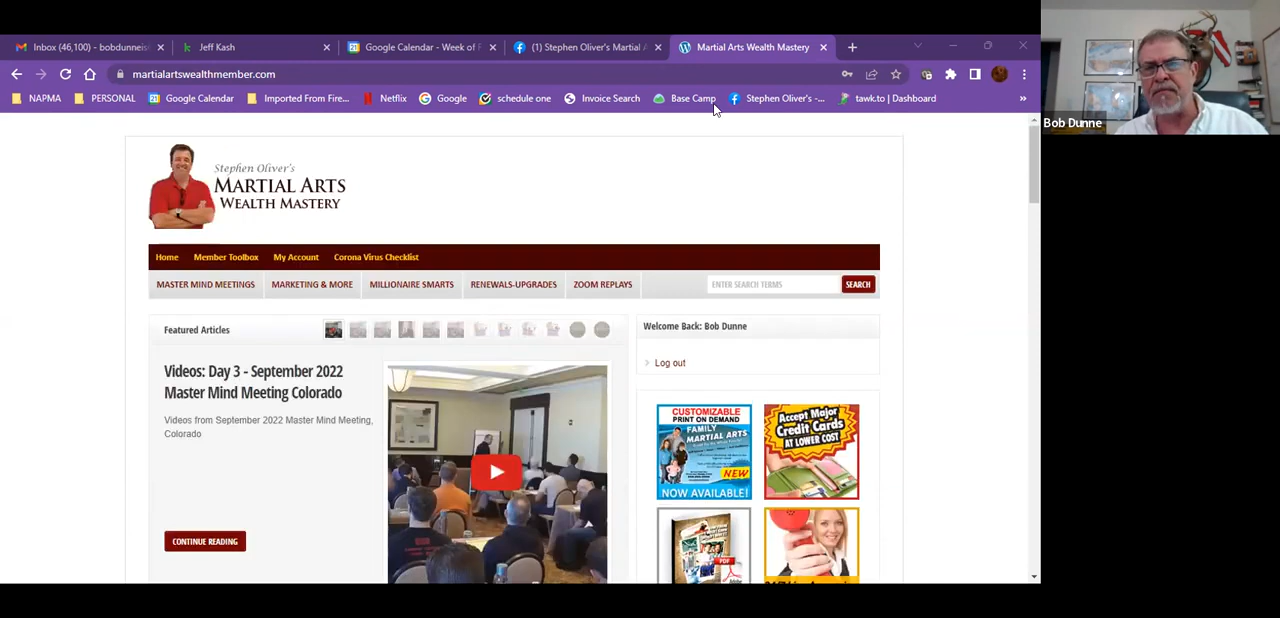 Inbox (46,100) - bobdunneis
Jeff Kash
Google Calendar - Week of F
(1) Stephen Oliver's Martial A
Martial Arts Wealth Mastery
martialartswealthmember.com
NAPMA
PERSONAL
Google Calendar
Imported From Fire...
Netflix
Google
schedule one
Invoice Search
Base Camp
Stephen Oliver's -...
tawk.to | Dashboard
Bob Dunne
Stephen Oliver's
MARTIAL ARTS
WEALTH MASTERY
Home
Member Toolbox
My Account
Corona Virus Checklist
MASTER MIND MEETINGS
MARKETING & MORE
MILLIONAIRE SMARTS
RENEWALS-UPGRADES
ZOOM REPLAYS
ENTER SEARCH TERMS
SEARCH
Featured Articles
Welcome Back: Bob Dunne
Log out
Videos: Day 3 - September 2022
Master Mind Meeting Colorado
Videos from September 2022 Master Mind Meeting,
Colorado
CONTINUE READING
CUSTOMIZABLE
PRINT ON DEMAND
FAMILY
MARTIAL ARTS
NEW
NOW AVAILABLE!
Accept Major
Credit Cards
AT LOWER COST
PDF
Adobe